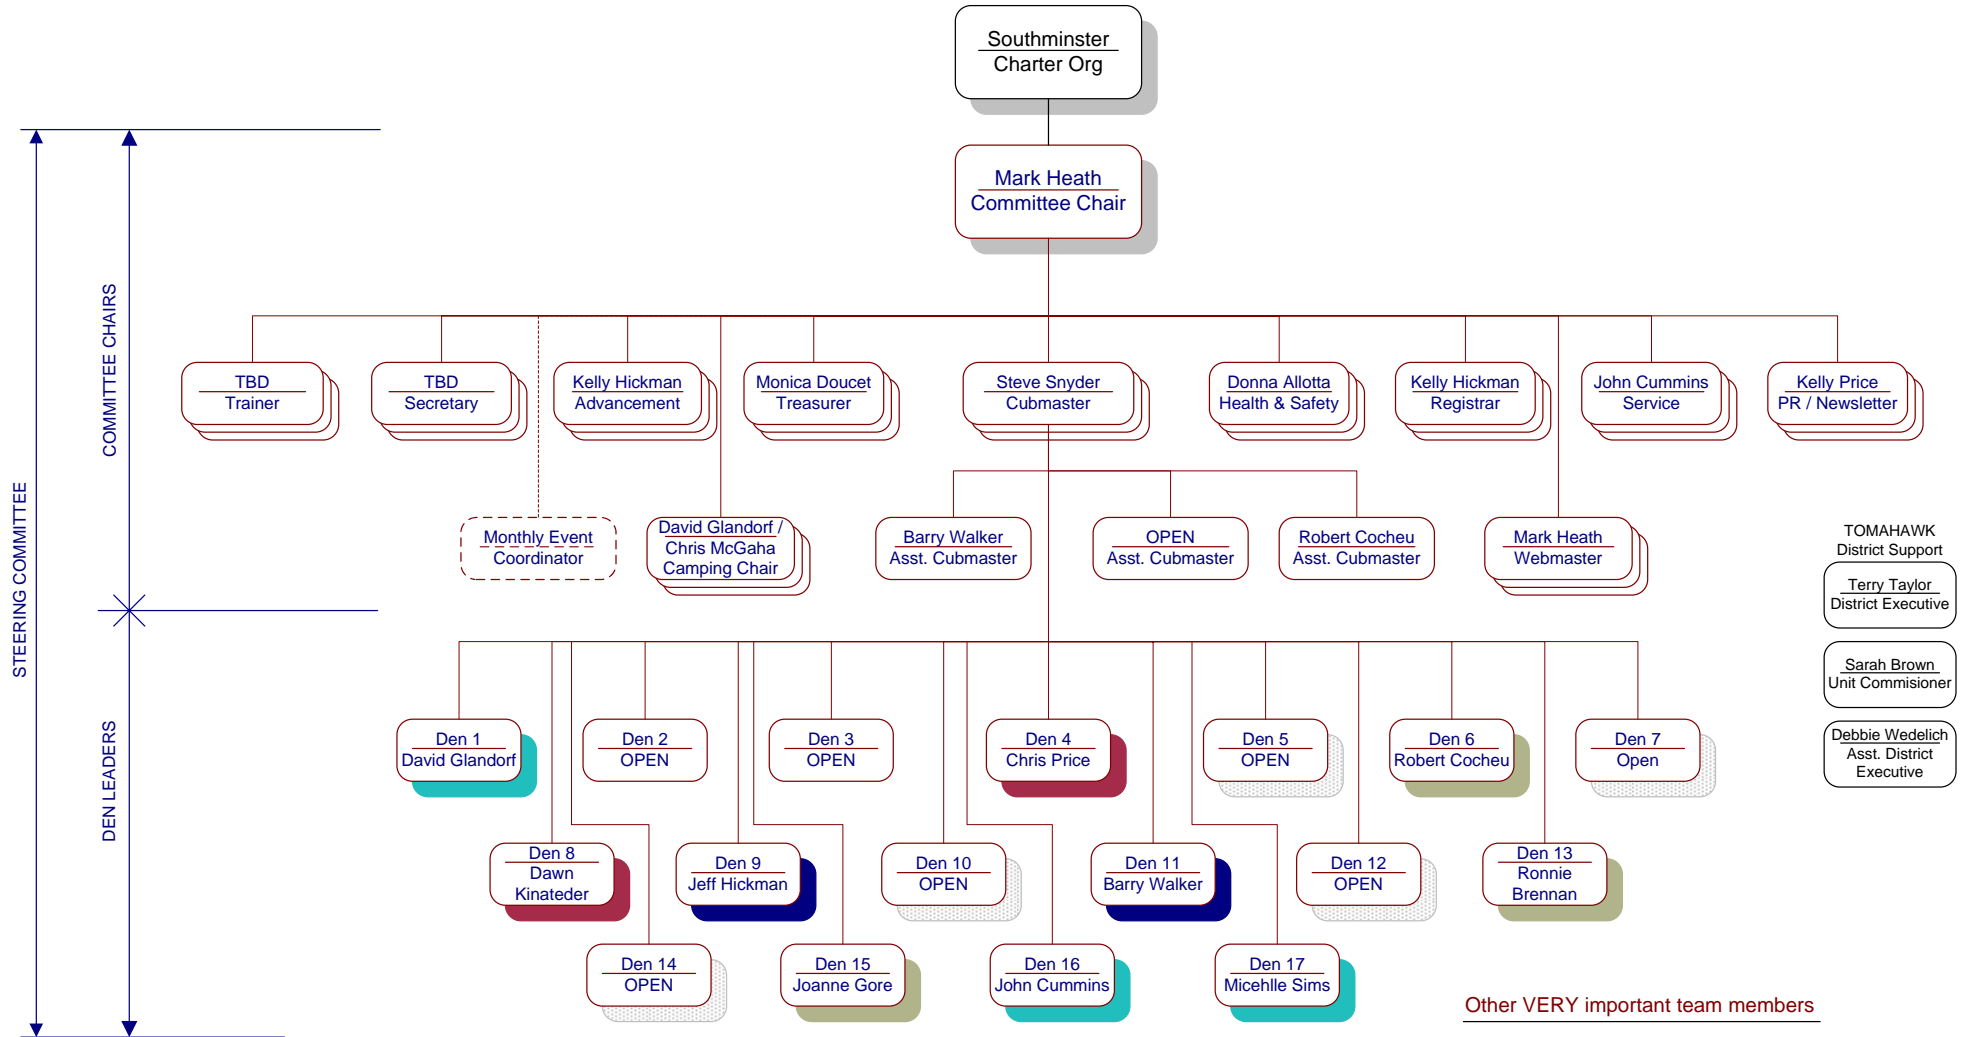 Southminster
Charter Org
Mark Heath
Committee Chair
STEERING COMMITTEE
COMMITTEE CHAIRS
DEN LEADERS
TBD
Trainer
TBD
Secretary
Kelly Hickman
Advancement
Monica Doucet
Treasurer
Steve Snyder
Cubmaster
Donna Allotta
Health & Safety
Kelly Hickman
Registrar
John Cummins
Service
Kelly Price
PR / Newsletter
Monthly Event
Coordinator
David Glandorf /
Chris McGaha
Camping Chair
Barry Walker
Asst. Cubmaster
OPEN
Asst. Cubmaster
Robert Cocheu
Asst. Cubmaster
Mark Heath
Webmaster
TOMAHAWK
District Support
Terry Taylor
District Executive
Sarah Brown
Unit Commisioner
Debbie Wedelich
Asst. District
Executive
Den 1
David Glandorf
Den 2
OPEN
Den 3
OPEN
Den 4
Chris Price
Den 5
OPEN
Den 6
Robert Cocheu
Den 7
Open
Den 8
Dawn
Kinateder
Den 9
Jeff Hickman
Den 10
OPEN
Den 11
Barry Walker
Den 12
OPEN
Den 13
Ronnie
Brennan
Den 14
OPEN
Den 15
Joanne Gore
Den 16
John Cummins
Den 17
Micehlle Sims
Other VERY important team members